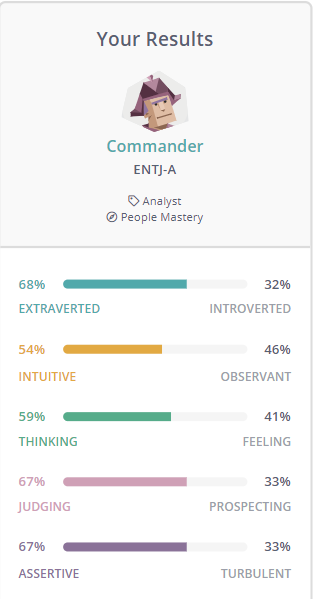 Your Results
Commander
ENTJ-A
Analyst
People Mastery
68% 32%
EXTRAVERTED INTROVERTED
54% 46%
INTUITIVE OBSERVANT
59% 41%
THINKING FEELING
67% 33%
JUDGING PROSPECTING
67% 33%
ASSERTIVE TURBULENT